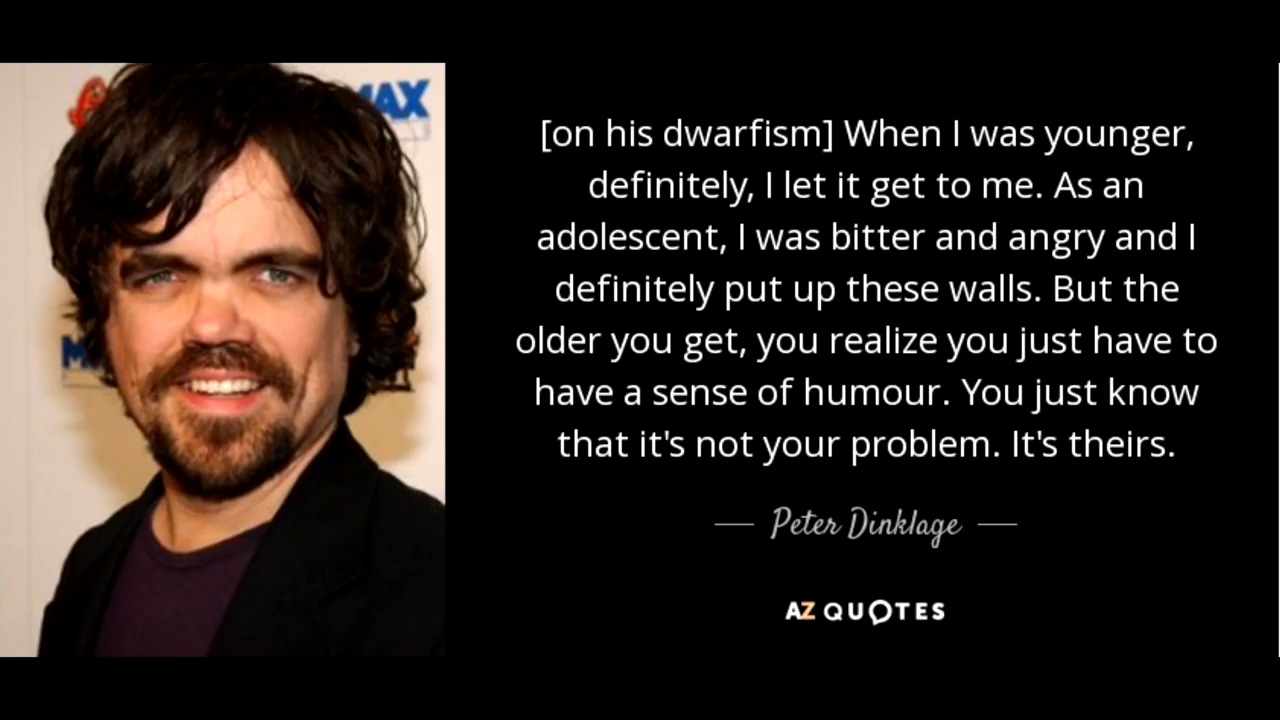 MAX
[on his dwarfism] When I was younger,
definitely, I let it get to me. As an
adolescent, I was bitter and angry and I
definitely put up these walls. But the
older you get, you realize you just have to
have a sense of humour. You just know
that it's not your problem. It's theirs.
Peter Dinklage
AZ QUOTES